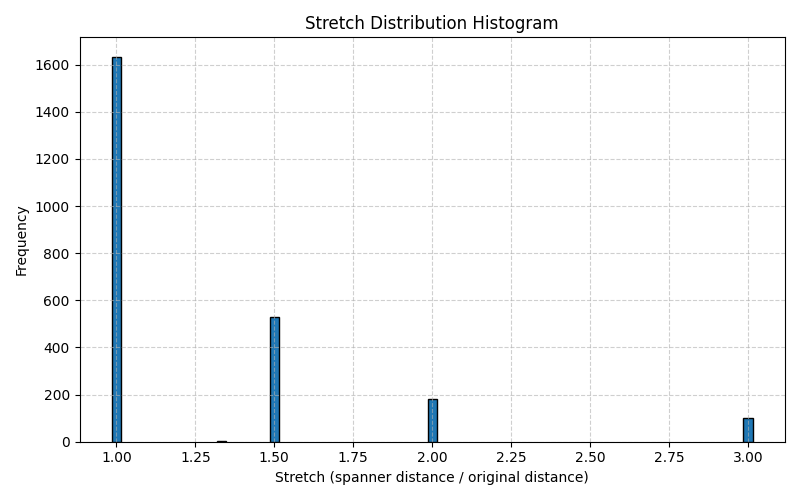 Stretch Distribution Histogram
Frequency
1600
1400
1200
1000
800
600
400
200
0
1.00 1.25 1.50 1.75 2.00 2.25 2.50 2.75 3.00
Stretch (spanner distance / original distance)